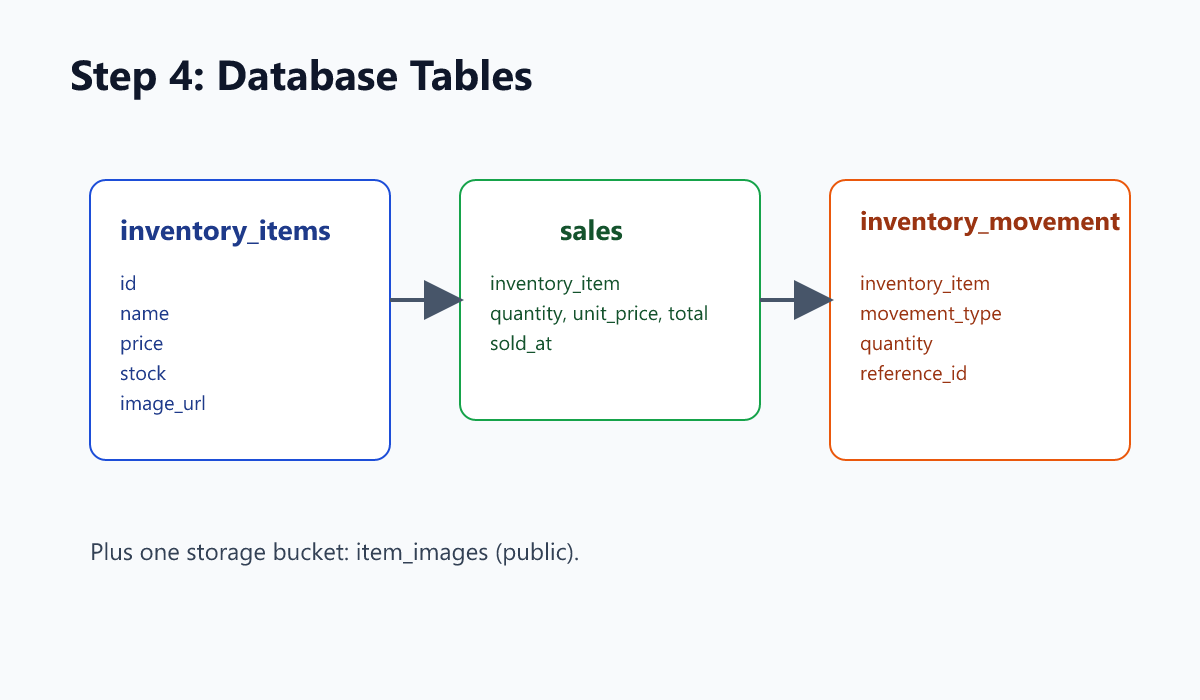 Step 4: Database Tables
inventory_items
id
name
price
stock
image_url
sales
inventory_item
quantity, unit_price, total
sold_at
inventory_movement
inventory_item
movement_type
quantity
reference_id
Plus one storage bucket: item_images (public).